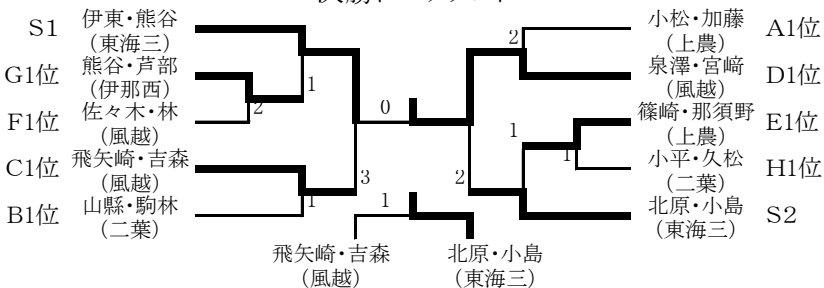 S1 伊東・熊谷
(東海三)
G1位 熊谷・芦部
(伊那西)
F1位 佐々木・林
(風越)
C1位 飛矢崎・吉森
(風越)
B1位 山縣・駒林
(二葉)
1
2
1
0
3
1
2
1
1
2
小松・加藤 A1位
(上農)
泉澤・宮﨑 D1位
(風越)
篠崎・那須野 E1位
(上農)
小平・久松 H1位
(二葉)
北原・小島 S2
(東海三)
飛矢崎・吉森 北原・小島
(風越) (東海三)